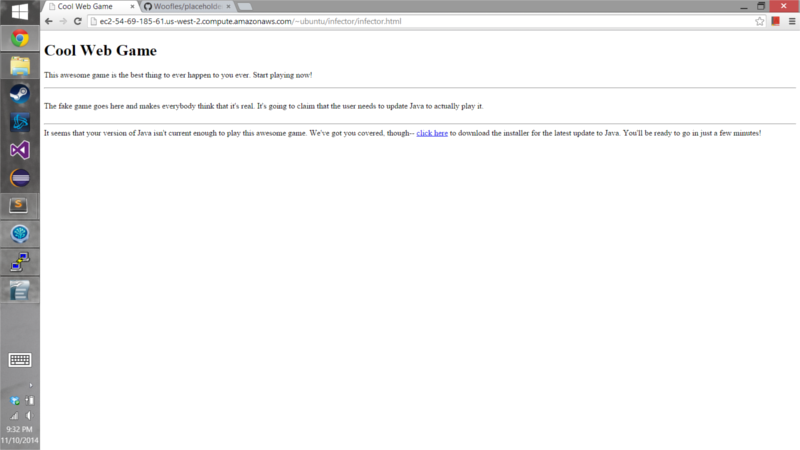 Cool Web Game
Woofles/placeholde
ec2-54-69-185-61.us-west-2.compute.amazonaws.com/~ubuntu/infector/infector.html
Cool Web Game
This awesome game is the best thing to ever happen to you ever. Start playing now!
The fake game goes here and makes everybody think that it's real. It's going to claim that the user needs to update Java to actually play it.
It seems that your version of Java isn't current enough to play this awesome game. We've got you covered, though-- click here to download the installer for the latest update to Java. You'll be ready to go in just a few minutes!
9:32 PM
11/10/2014